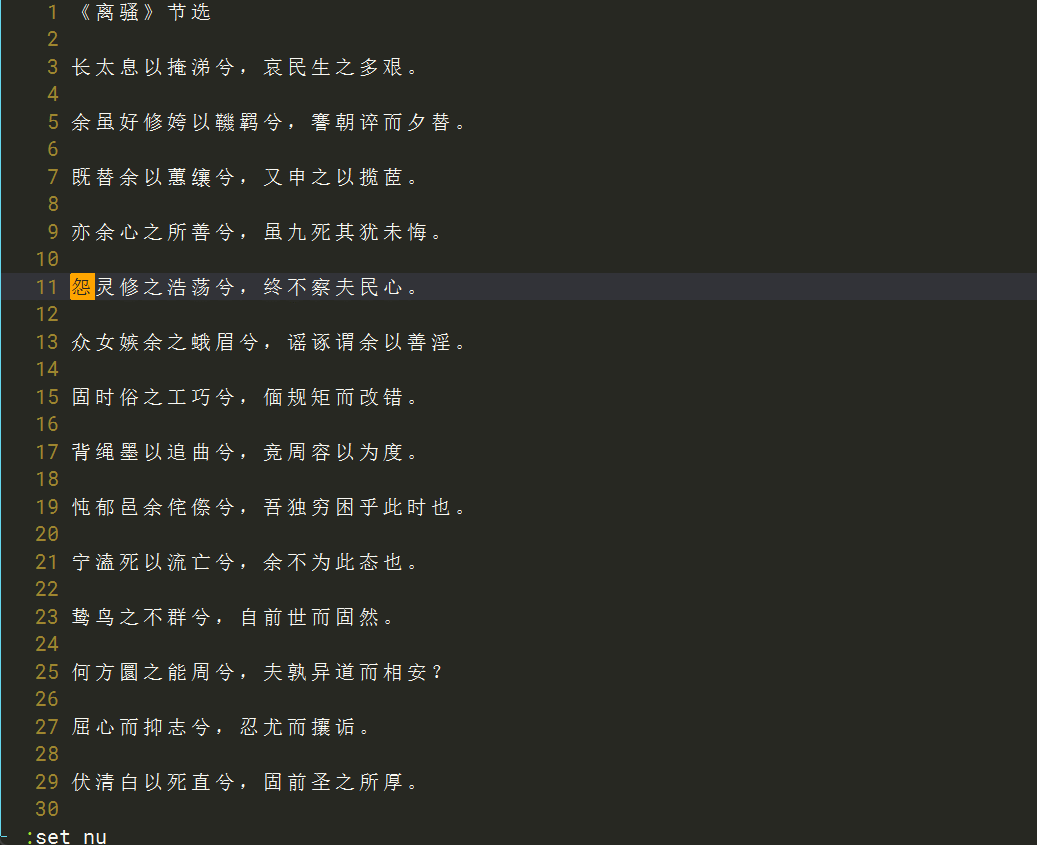 1 《离骚》节选
2
3 长太息以掩涕兮，哀民生之多艰。
4
5 余虽好修姱以鞿羁兮，謇朝谇而夕替。
6
7 既替余以蕙纕兮，又申之以揽茝。
8
9 亦余心之所善兮，虽九死其犹未悔。
10
11 怨灵修之浩荡兮，终不察夫民心。
12
13 众女嫉余之蛾眉兮，谣诼谓余以善淫。
14
15 固时俗之工巧兮，偭规矩而改错。
16
17 背绳墨以追曲兮，竞周容以为度。
18
19 忳郁邑余侘傺兮，吾独穷困乎此时也。
20
21 宁溘死以流亡兮，余不为此态也。
22
23 鸷鸟之不群兮，自前世而固然。
24
25 何方圜之能周兮，夫孰异道而相安？
26
27 屈心而抑志兮，忍尤而攘诟。
28
29 伏清白以死直兮，固前圣之所厚。
30
:set nu